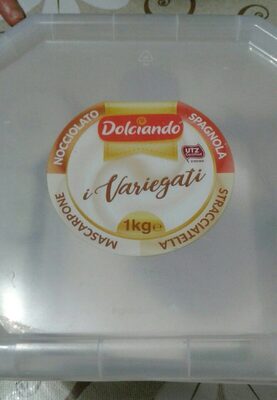 Dolciando
NOCCIOLATO
SPAGNOLA
UTZ
i Variegati
1kg e
MASCARPONE
STRACCIATELLA